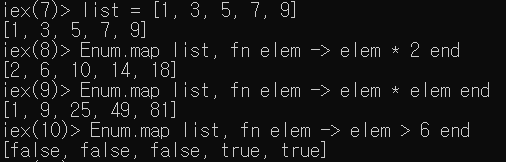 iex(7)> list = [1, 3, 5, 7, 9]
[1, 3, 5, 7, 9]
iex(8)> Enum.map list, fn elem -> elem * 2 end
[2, 6, 10, 14, 18]
iex(9)> Enum.map list, fn elem -> elem * elem end
[1, 9, 25, 49, 81]
iex(10)> Enum.map list, fn elem -> elem > 6 end
[false, false, false, true, true]